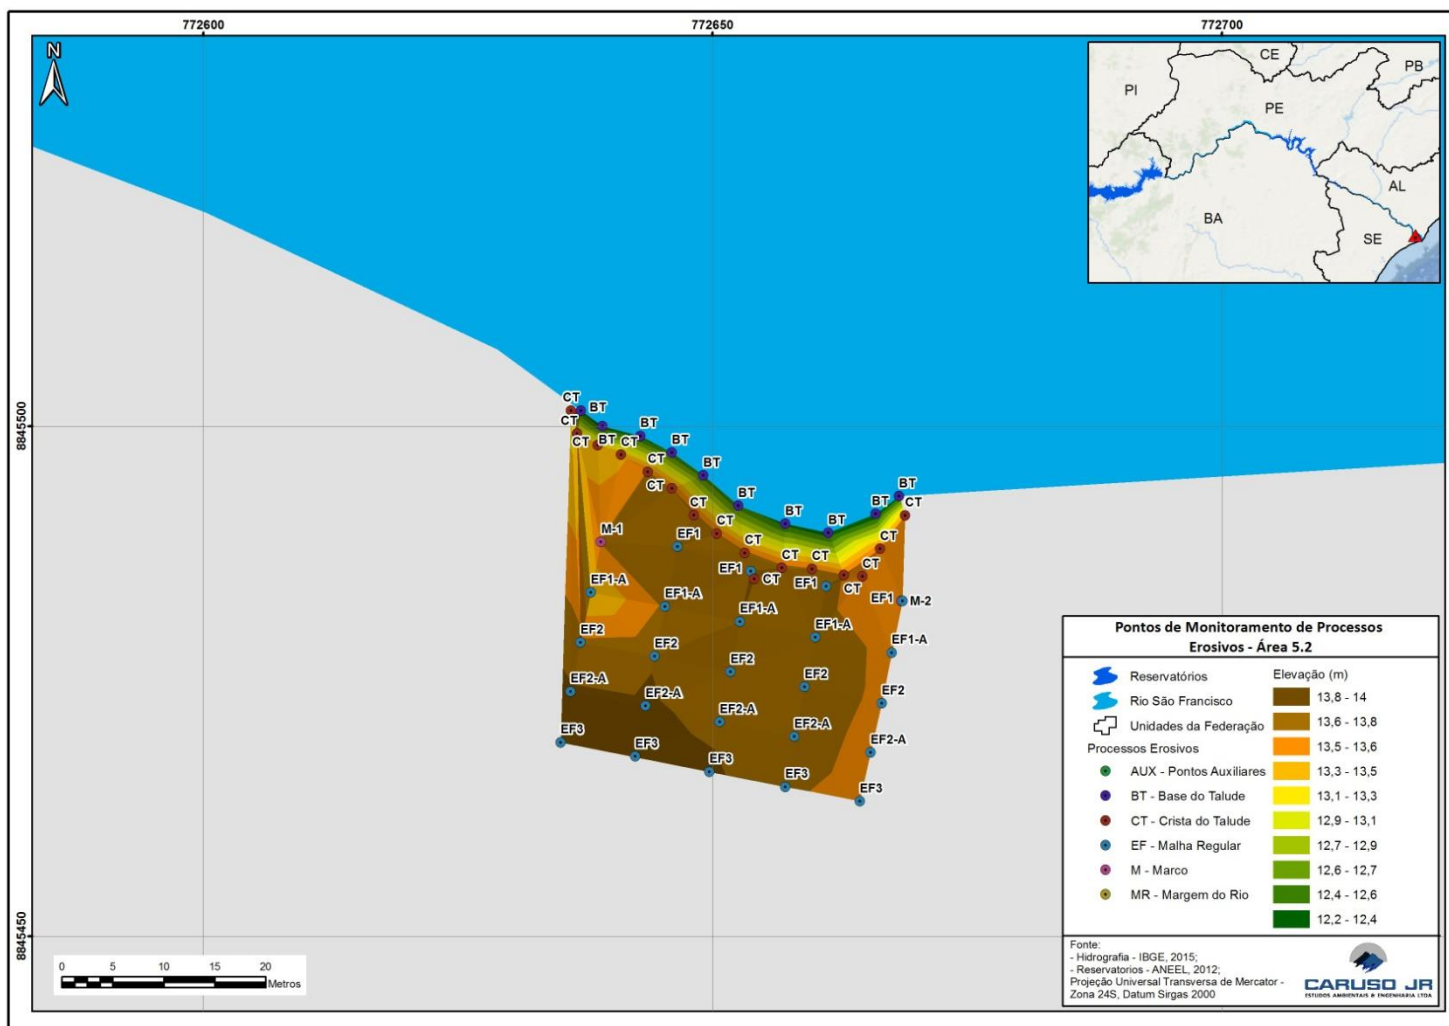 772600
772650
772700
N
CE
PB
PI
PE
AL
BA
SE
8845500
8845450
CT
BT
CT
BT
CT
BT
CT
BT
CT
BT
CT
BT
BT
BT
BT
CT
CT
CT
CT
CT
CT
CT
CT
CT
CT
M-1
EF1
EF1
EF1
EF1
M-2
EF1-A
EF1-A
EF1-A
EF1-A
EF1-A
EF2
EF2
EF2
EF2
EF2
EF2-A
EF2-A
EF2-A
EF2-A
EF2-A
EF3
EF3
EF3
EF3
EF3
Pontos de Monitoramento de Processos
Erosivos - Área 5.2
Reservatórios
Rio São Francisco
Unidades da Federação
Processos Erosivos
AUX - Pontos Auxiliares
BT - Base do Talude
CT - Crista do Talude
EF - Malha Regular
M - Marco
MR - Margem do Rio
Elevação (m)
13,8 - 14
13,6 - 13,8
13,5 - 13,6
13,3 - 13,5
13,1 - 13,3
12,9 - 13,1
12,7 - 12,9
12,6 - 12,7
12,4 - 12,6
12,2 - 12,4
Fonte:
- Hidrografia - IBGE, 2015;
- Reservatorios - ANEEL, 2012;
Projeção Universal Transversa de Mercator -
Zona 24S, Datum Sirgas 2000
CARUSO JR
ESTUDOS AMBIENTAIS & ENGENHARIA LTDA
0 5 10 15 20
Metros